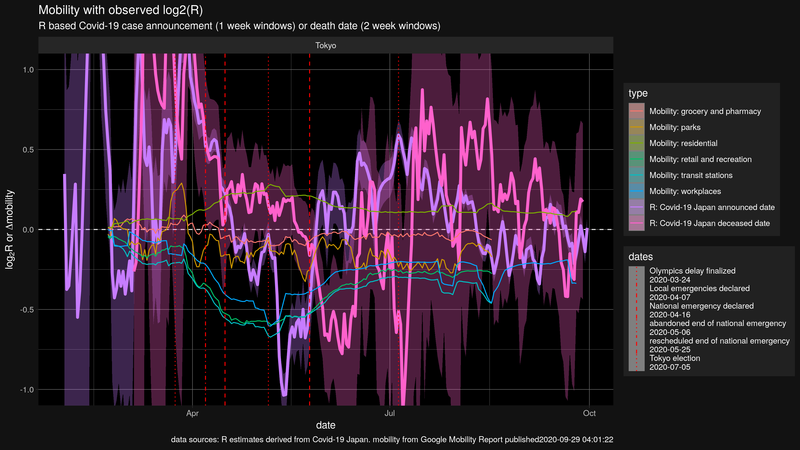 Mobility with observed log2(R)
R based Covid-19 case announcement (1 week windows) or death date (2 week windows)
Tokyo
1.0
0.5
0.0
-0.5
-1.0
log₂R or Δmobility
Apr
Jul
Oct
date
type
Mobility: grocery and pharmacy
Mobility: parks
Mobility: residential
Mobility: retail and recreation
Mobility: transit stations
Mobility: workplaces
R: Covid-19 Japan announced date
R: Covid-19 Japan deceased date
dates
Olympics delay finalized
2020-03-24
Local emergencies declared
2020-04-07
National emergency declared
2020-04-16
abandoned end of national emergency
2020-05-06
rescheduled end of national emergency
2020-05-25
Tokyo election
2020-07-05
data sources: R estimates derived from Covid-19 Japan. mobility from Google Mobility Report published2020-09-29 04:01:22